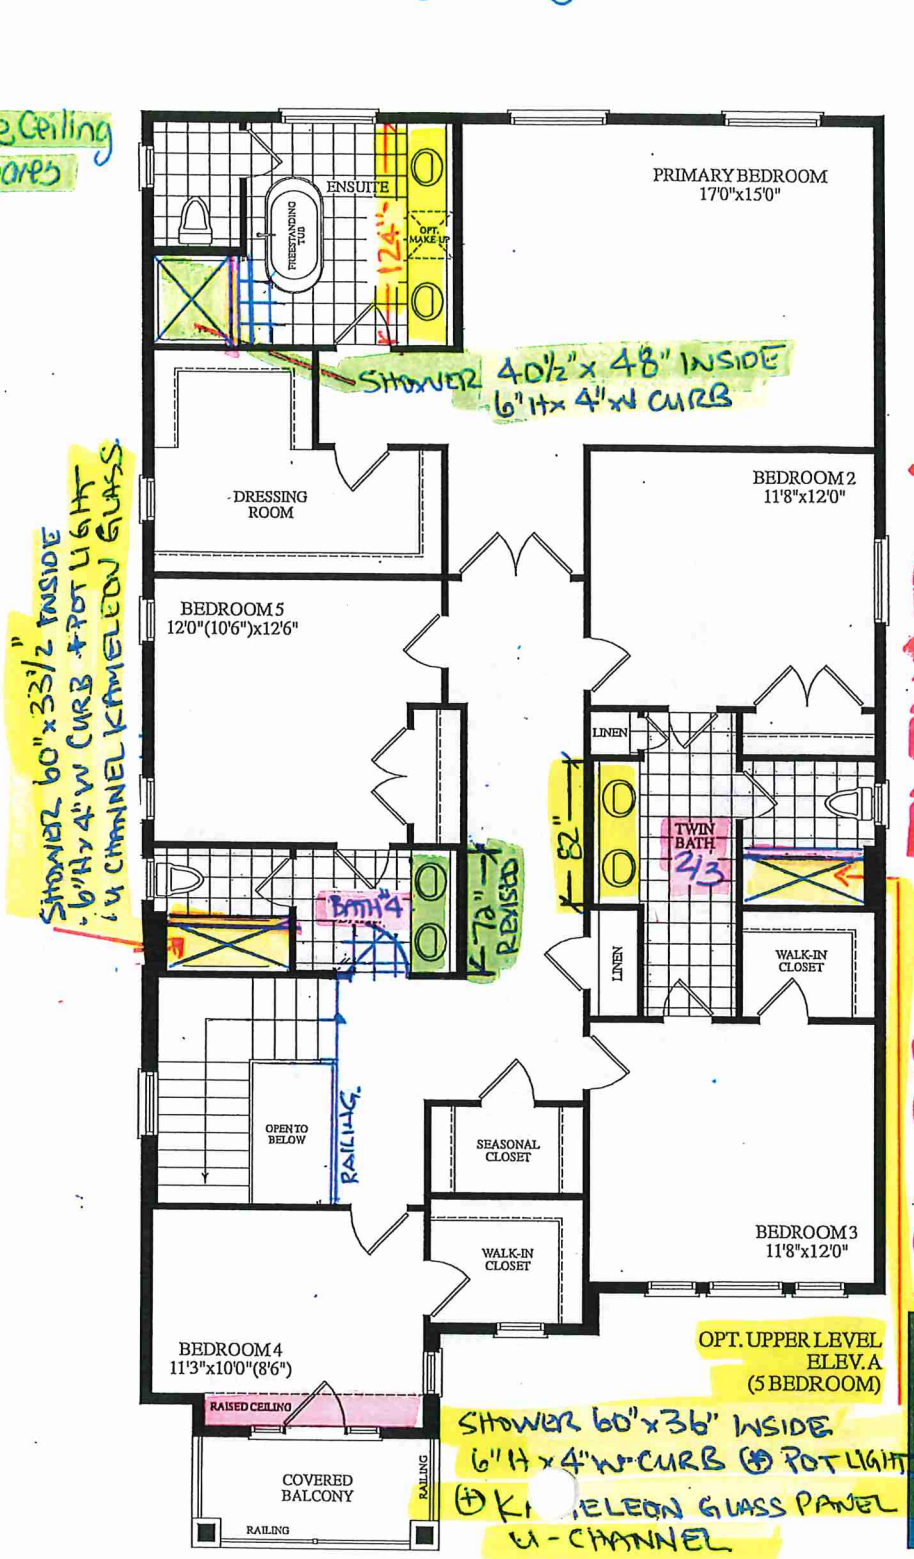 e, Ceiling
ENSUITE
FREESTANDING
TUB
124"
OPT.
MAKE-UP
PRIMARY BEDROOM
17'0"x15'0"
SHOWER 40½" x 48" INSIDE
6" H x 4" W CURB
DRESSING
ROOM
BEDROOM 2
11'8"x12'0"
SHOWER 60" x 33½" INSIDE
6" H x 4" W CURB + POT LIGHT
U CHANNEL KAMELEON GLASS
BEDROOM 5
12'0"(10'6")x12'6"
LINEN
82"
TWIN
BATH
2/3
BATH #4
72"
REVISED
LINEN
WALK-IN
CLOSET
OPEN TO
BELOW
RAILING.
SEASONAL
CLOSET
BEDROOM 3
11'8"x12'0"
WALK-IN
CLOSET
BEDROOM 4
11'3"x10'0"(8'6")
RAISED CEILING
OPT. UPPER LEVEL
ELEV. A
(5 BEDROOM)
COVERED
BALCONY
RAILING
RAILING
SHOWER 60" x 36" INSIDE
6" H x 4" W CURB (+) POT LIGHT
(+) K ELEON GLASS PANEL
U-CHANNEL